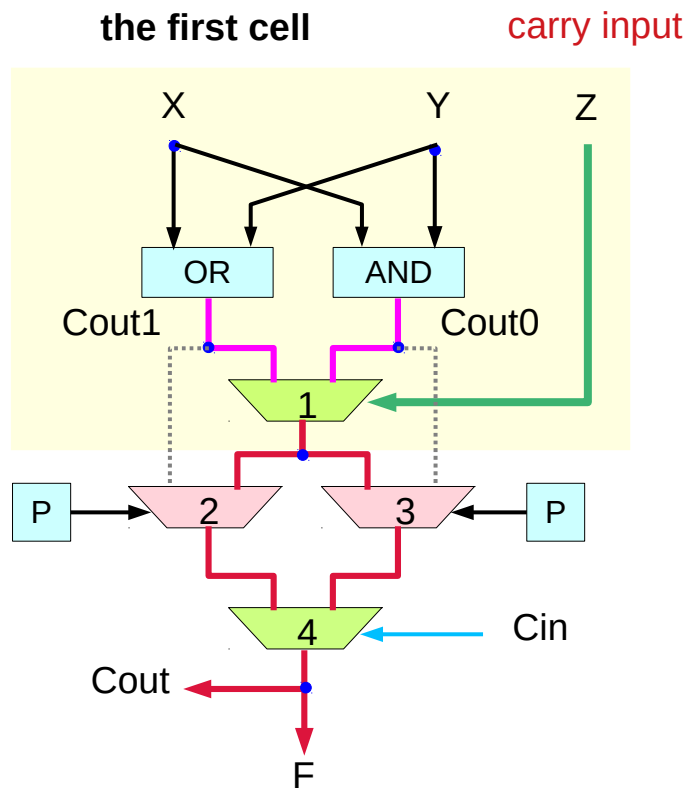 the first cell
carry input
X
Y
Z
OR
AND
Cout1
Cout0
1
P
2
3
P
4
Cin
Cout
F